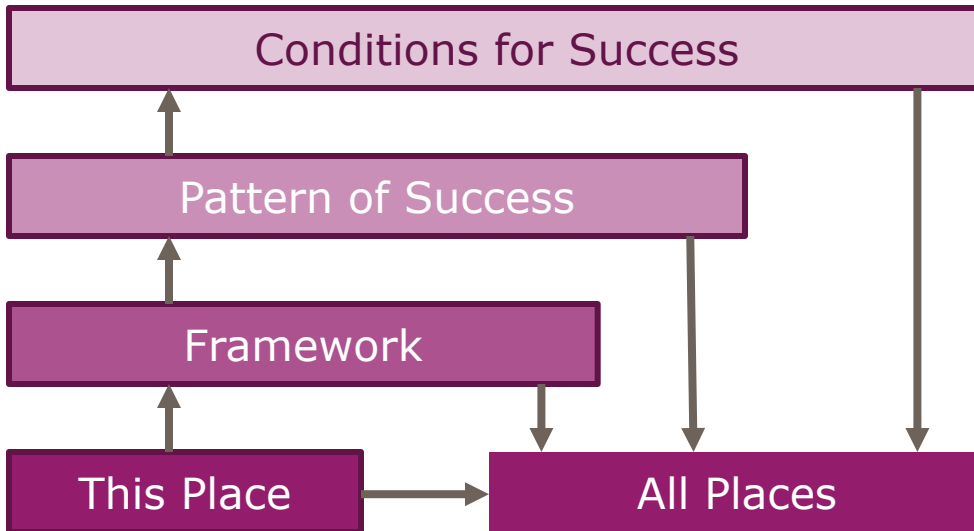 Conditions for Success
Pattern of Success
Framework
This Place
All Places